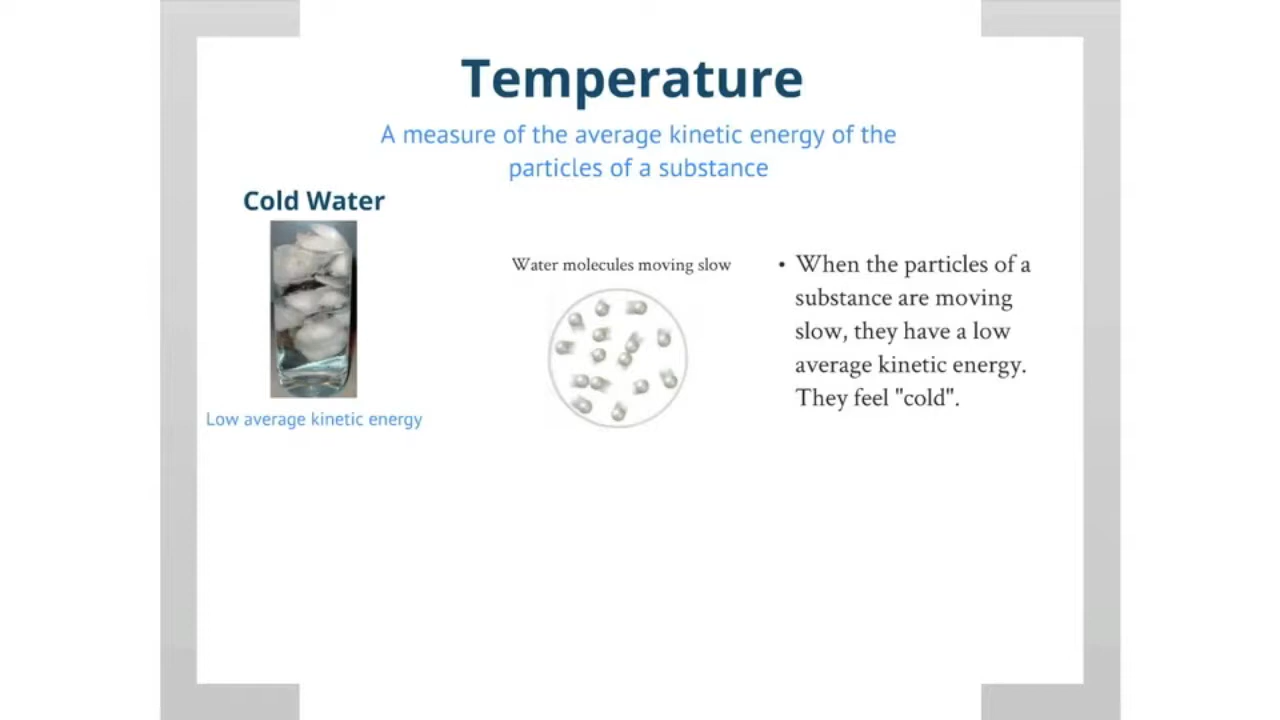 Temperature
A measure of the average kinetic energy of the
particles of a substance
Cold Water
Low average kinetic energy
Water molecules moving slow
• When the particles of a
substance are moving
slow, they have a low
average kinetic energy.
They feel "cold".